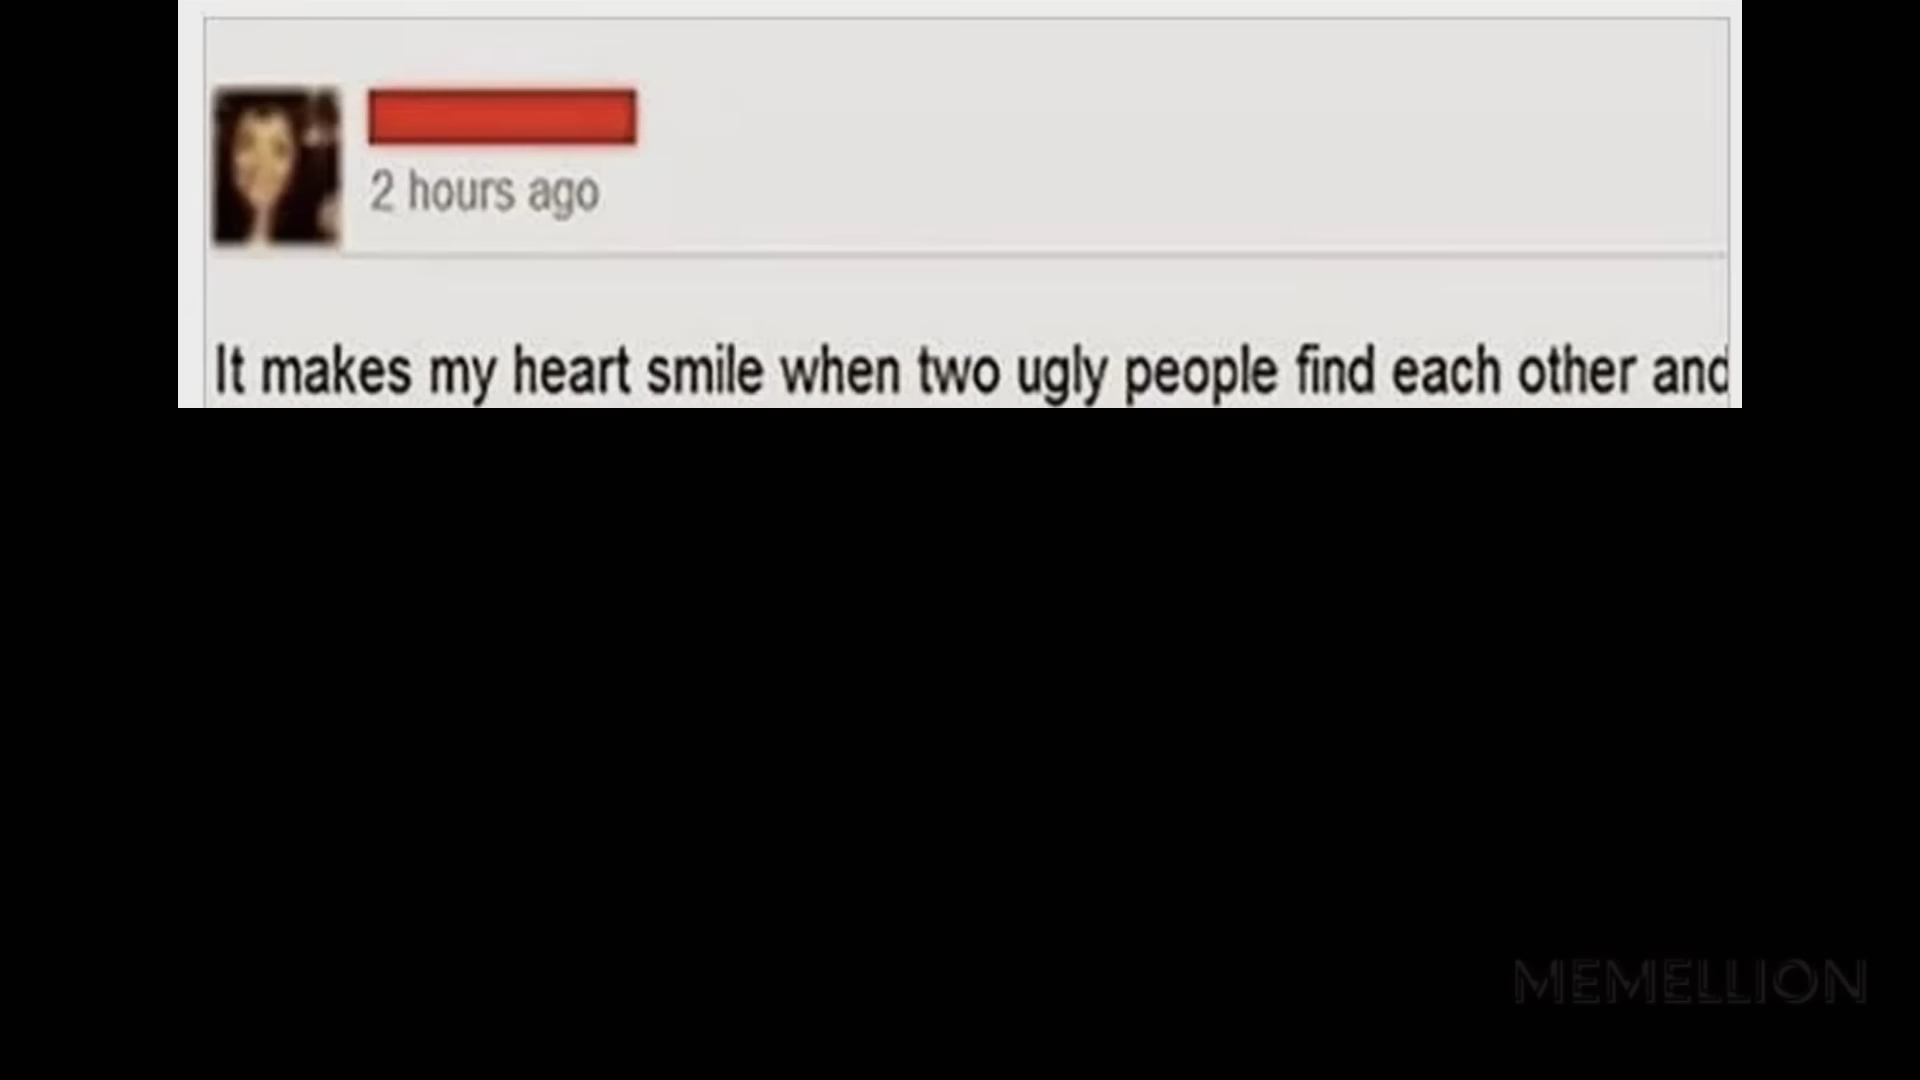 2 hours ago
It makes my heart smile when two ugly people find each other and
MEMELLION